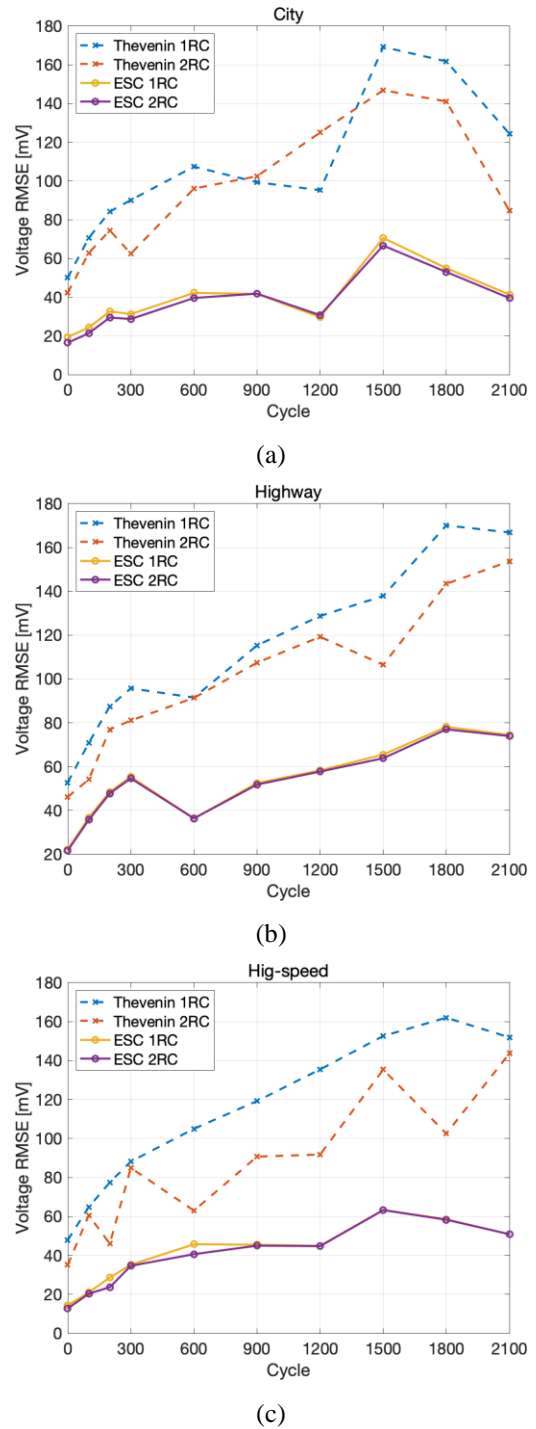 City
180
160
140
120
100
80
60
40
20
0
Voltage RMSE [mV]
Thevenin 1RC
Thevenin 2RC
ESC 1RC
ESC 2RC
0 300 600 900 1200 1500 1800 2100
Cycle
(a)
Highway
180
160
140
120
100
80
60
40
20
Voltage RMSE [mV]
Thevenin 1RC
Thevenin 2RC
ESC 1RC
ESC 2RC
0 300 600 900 1200 1500 1800 2100
Cycle
(b)
Hig-speed
180
160
140
120
100
80
60
40
20
0
Voltage RMSE [mV]
Thevenin 1RC
Thevenin 2RC
ESC 1RC
ESC 2RC
0 300 600 900 1200 1500 1800 2100
Cycle
(c)